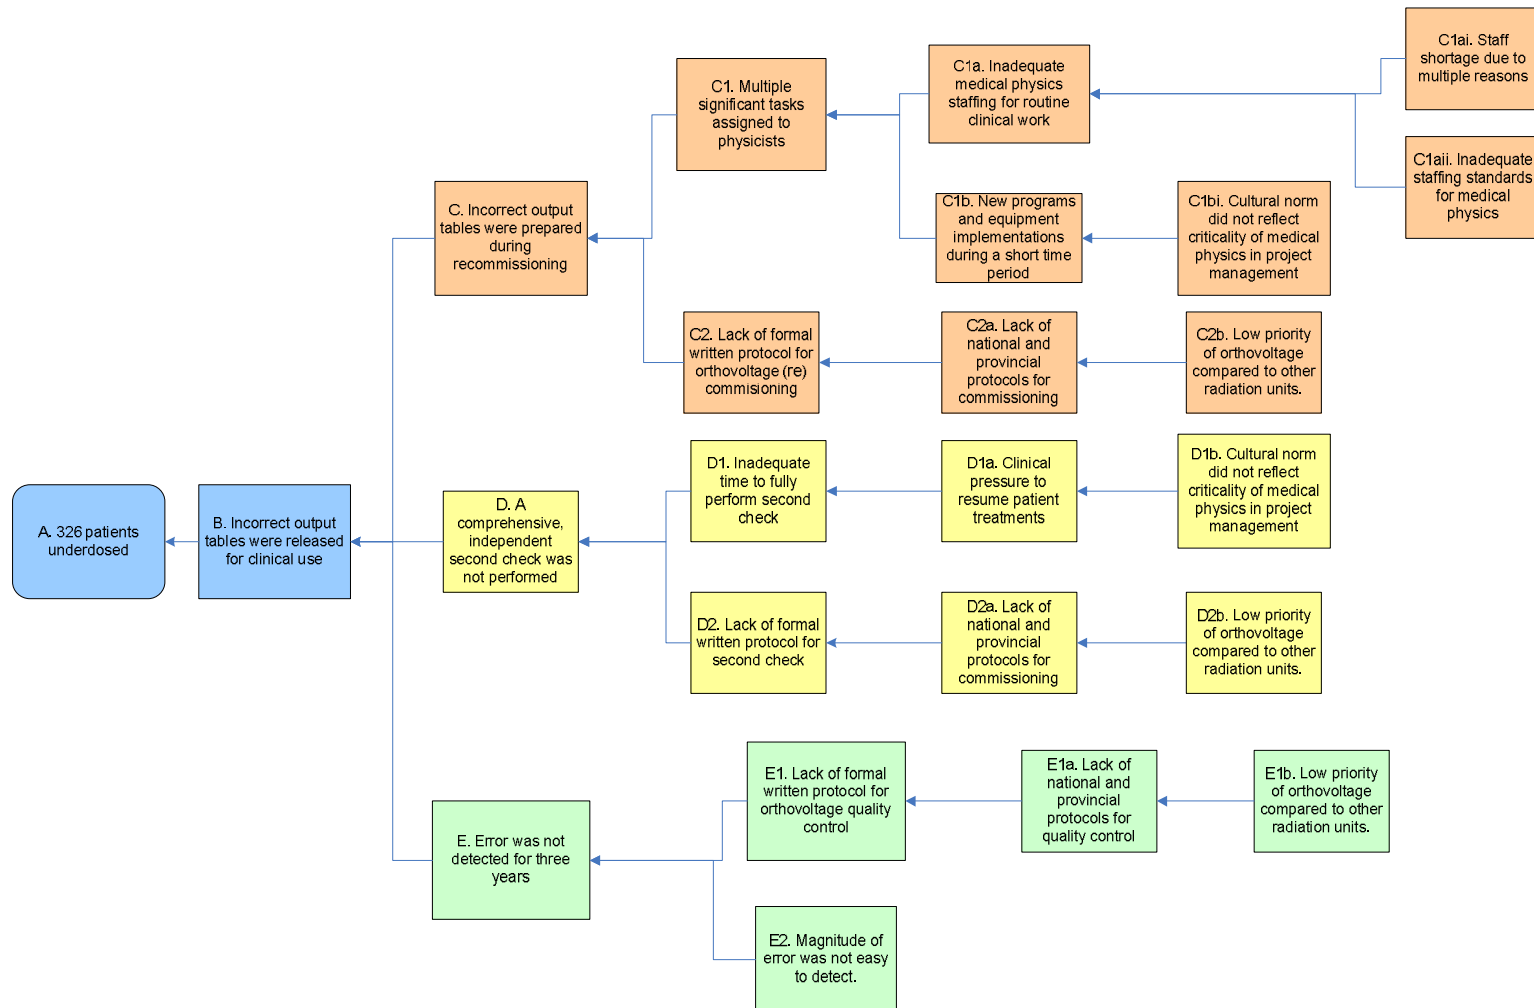 A. 326 patients
underdosed
B. Incorrect output
tables were released
for clinical use
C. Incorrect output
tables were prepared
during
recommissioning
C1. Multiple
significant tasks
assigned to
physicists
C1a. Inadequate
medical physics
staffing for routine
clinical work
C1ai. Staff
shortage due to
multiple reasons
C1aii. Inadequate
staffing standards
for medical
physics
C1b. New programs
and equipment
implementations
during a short time
period
C1bi. Cultural norm
did not reflect
criticality of medical
physics in project
management
C2. Lack of formal
written protocol for
orthovoltage (re)
commisioning
C2a. Lack of
national and
provincial
protocols for
commissioning
C2b. Low priority
of orthovoltage
compared to other
radiation units.
D. A
comprehensive,
independent
second check was
not performed
D1. Inadequate
time to fully
perform second
check
D1a. Clinical
pressure to
resume patient
treatments
D1b. Cultural norm
did not reflect
criticality of medical
physics in project
management
D2. Lack of formal
written protocol for
second check
D2a. Lack of
national and
provincial
protocols for
commissioning
D2b. Low priority
of orthovoltage
compared to other
radiation units.
E. Error was not
detected for three
years
E1. Lack of formal
written protocol for
orthovoltage quality
control
E1a. Lack of
national and
provincial
protocols for
quality control
E1b. Low priority
of orthovoltage
compared to other
radiation units.
E2. Magnitude of
error was not easy
to detect.